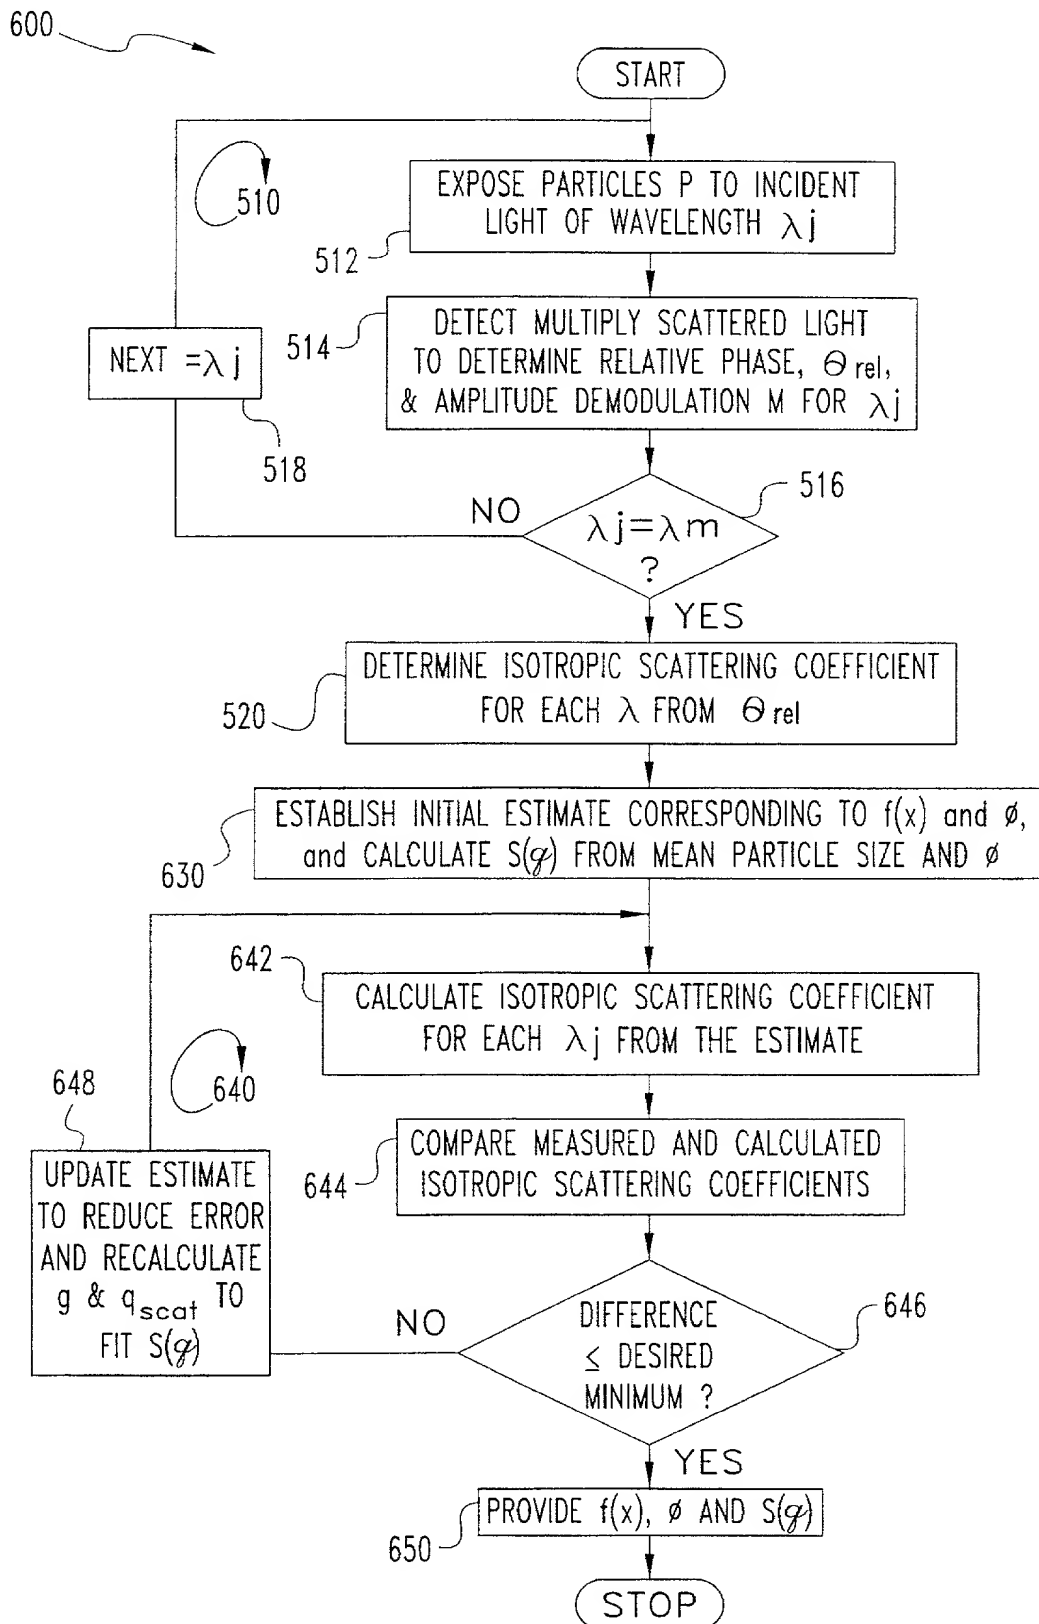 600
START
510
EXPOSE PARTICLES P TO INCIDENT
LIGHT OF WAVELENGTH λj
512
DETECT MULTIPLY SCATTERED LIGHT
TO DETERMINE RELATIVE PHASE, Θrel,
& AMPLITUDE DEMODULATION M FOR λj
514
NEXT =λj
518
λj=λm
?
516
NO
YES
DETERMINE ISOTROPIC SCATTERING COEFFICIENT
FOR EACH λ FROM Θrel
520
ESTABLISH INITIAL ESTIMATE CORRESPONDING TO f(x) and ø,
and CALCULATE S(q) FROM MEAN PARTICLE SIZE AND ø
630
642
CALCULATE ISOTROPIC SCATTERING COEFFICIENT
FOR EACH λj FROM THE ESTIMATE
640
648
COMPARE MEASURED AND CALCULATED
ISOTROPIC SCATTERING COEFFICIENTS
644
UPDATE ESTIMATE
TO REDUCE ERROR
AND RECALCULATE
g & qscat TO
FIT S(q)
NO
DIFFERENCE
≤ DESIRED
MINIMUM ?
646
YES
PROVIDE f(x), ø AND S(q)
650
STOP